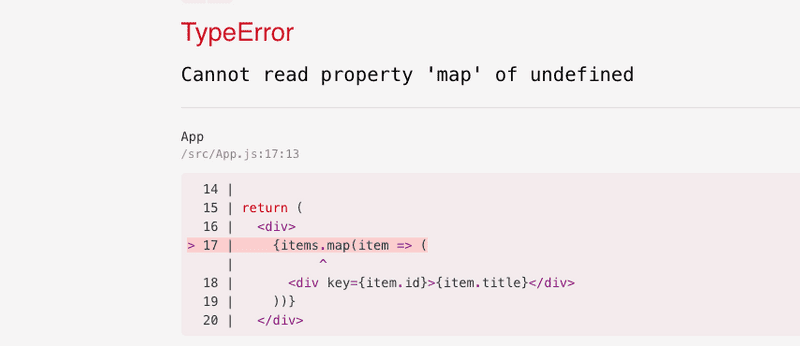 TypeError
Cannot read property 'map' of undefined
App
/src/App.js:17:13
14 |
15 | return (
16 |   <div>
> 17 |     {items.map(item => (
|           ^
18 |       <div key={item.id}>{item.title}</div>
19 |     ))}
20 |   </div>